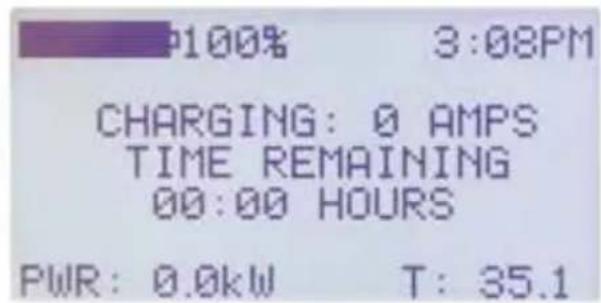 100% 3:08PM
CHARGING: 0 AMPS
TIME REMAINING
00:00 HOURS
PWR: 0.0kW T: 35.1